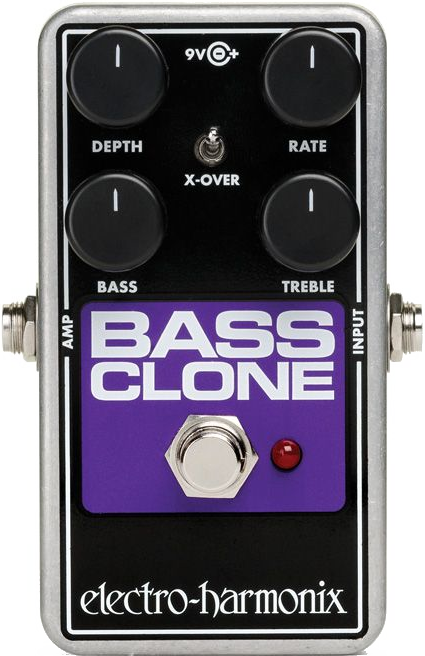 9V - +
DEPTH
RATE
X-OVER
BASS
TREBLE
AMP
INPUT
BASS
CLONE
electro-harmonix